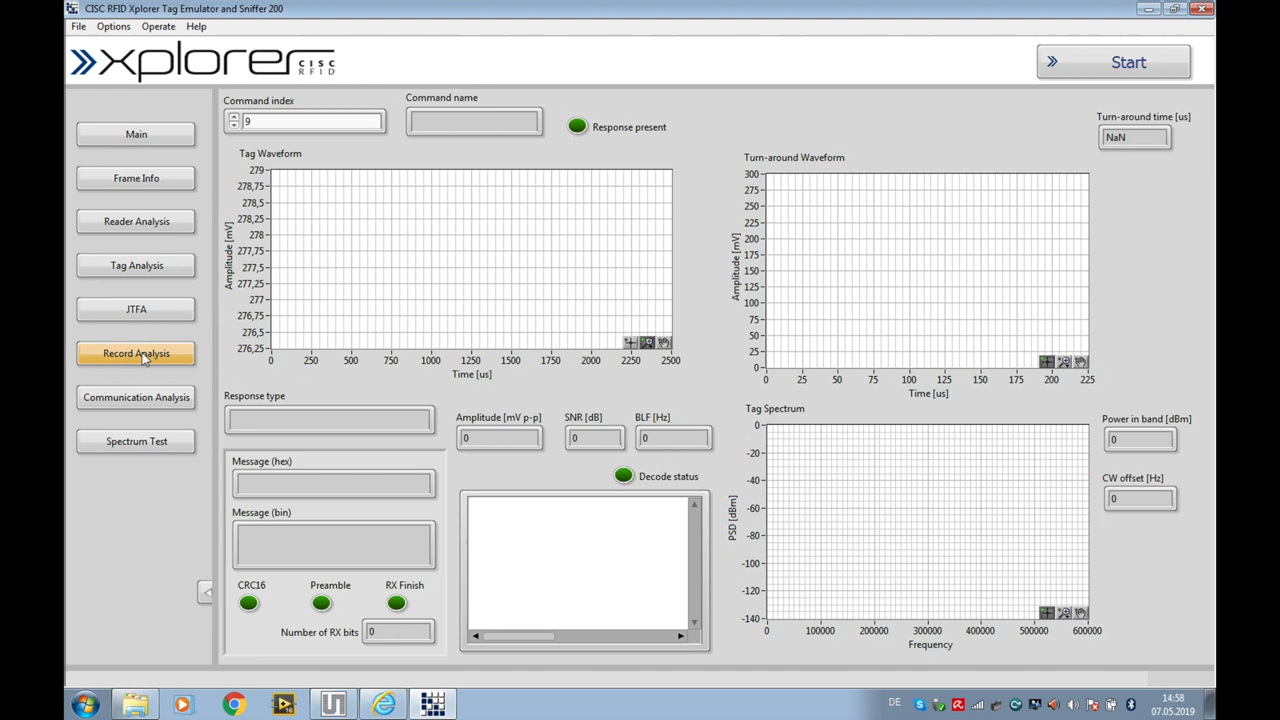 CISC RFID Xplorer Tag Emulator and Sniffer 200
File Options Operate Help
xplorer CISC RFID
Start
Main
Frame Info
Reader Analysis
Tag Analysis
JTFA
Record Analysis
Communication Analysis
Spectrum Test
Command index
9
Command name
Response present
Turn-around time [us]
NaN
Tag Waveform
Amplitude [mV]
279
278,75
278,5
278,25
278
277,75
277,5
277,25
277
276,75
276,5
276,25
0 250 500 750 1000 1250 1500 1750 2000 2250 2500
Time [us]
Turn-around Waveform
Amplitude [mV]
300
275
250
225
200
175
150
125
100
75
50
25
0
0 25 50 75 100 125 150 175 200 225
Time [us]
Response type
Amplitude [mV p-p]
0
SNR [dB]
0
BLF [Hz]
0
Message (hex)
Message (bin)
Decode status
CRC16
Preamble
RX Finish
Number of RX bits
0
Tag Spectrum
PSD [dBm]
0
-20
-40
-60
-80
-100
-120
-140
0 100000 200000 300000 400000 500000 600000
Frequency
Power in band [dBm]
0
CW offset [Hz]
0
DE
14:58
07.05.2019